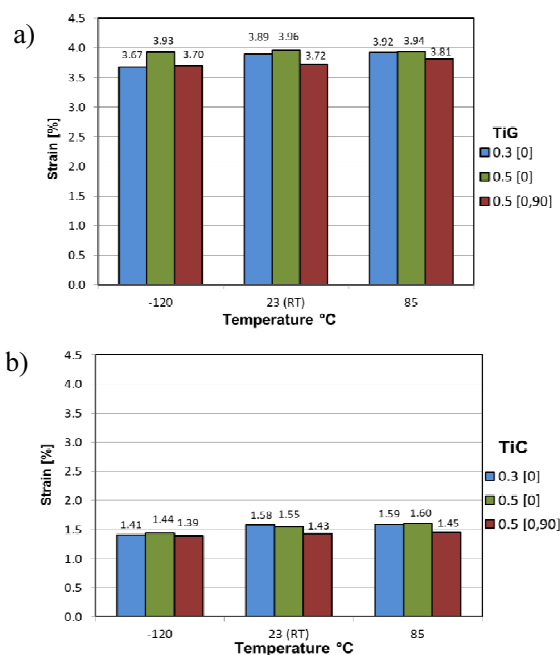 a)
4.5
4.0
3.5
3.0
2.5
2.0
1.5
1.0
0.5
0.0
Strain [%]
3.67 3.93 3.70 3.89 3.96 3.72 3.92 3.94 3.81
-120 23 (RT) 85
Temperature °C
TiG
0.3 [0]
0.5 [0]
0.5 [0,90]
b)
4.5
4.0
3.5
3.0
2.5
2.0
1.5
1.0
0.5
0.0
Strain [%]
1.41 1.44 1.39 1.58 1.55 1.43 1.59 1.60 1.45
-120 23 (RT) 85
Temperature °C
TiC
0.3 [0]
0.5 [0]
0.5 [0,90]